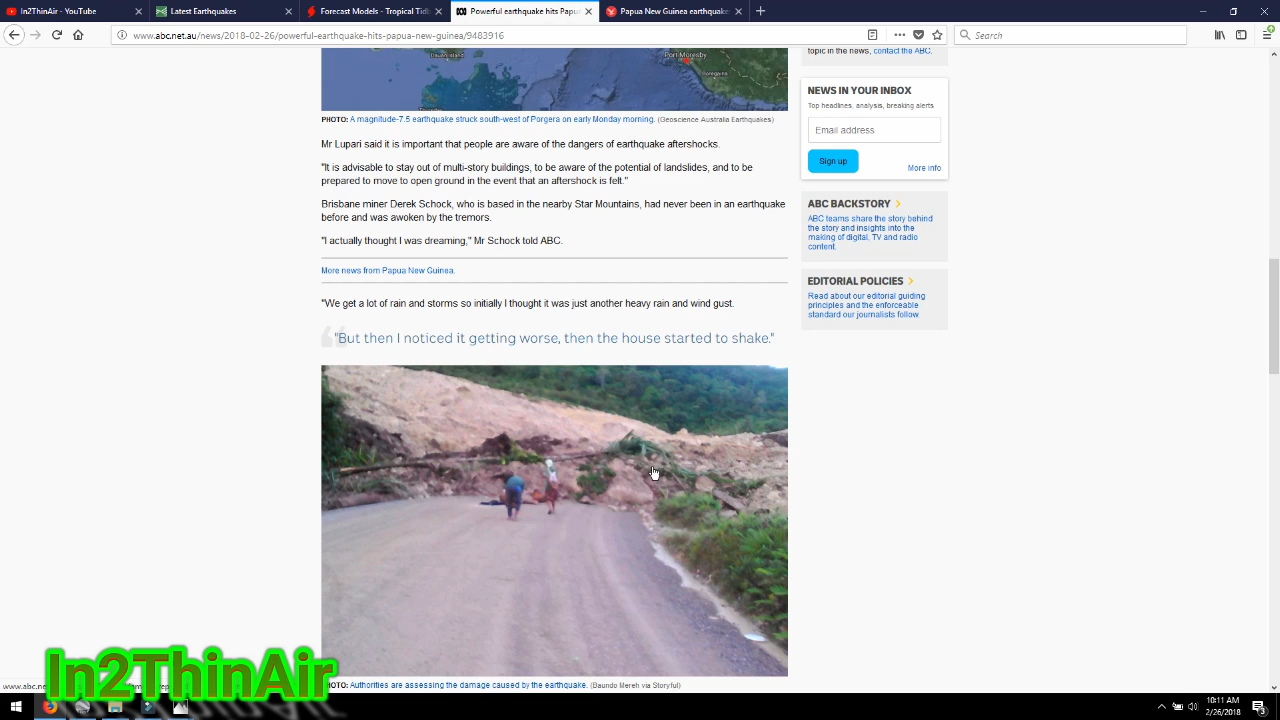 In2ThinAir - YouTube
Latest Earthquakes
Forecast Models - Tropical Tidb
Powerful earthquake hits Papu
Papua New Guinea earthquake
www.abc.net.au/news/2018-02-26/powerful-earthquake-hits-papua-new-guinea/9483916
Search
Port Moresby
PHOTO: A magnitude-7.5 earthquake struck south-west of Porgera on early Monday morning. (Geoscience Australia Earthquakes)
Mr Lupari said it is important that people are aware of the dangers of earthquake aftershocks.
"It is advisable to stay out of multi-story buildings, to be aware of the potential of landslides, and to be
prepared to move to open ground in the event that an aftershock is felt."
Brisbane miner Derek Schock, who is based in the nearby Star Mountains, had never been in an earthquake
before and was awoken by the tremors.
"I actually thought I was dreaming," Mr Schock told ABC.
More news from Papua New Guinea.
"We get a lot of rain and storms so initially I thought it was just another heavy rain and wind gust.
"But then I noticed it getting worse, then the house started to shake."
PHOTO: Authorities are assessing the damage caused by the earthquake. (Baundo Mereh via Storyful)
topic in the news, contact the ABC.
NEWS IN YOUR INBOX
Top headlines, analysis, breaking alerts
Email address
Sign up
More info
ABC BACKSTORY
ABC teams share the story behind
the story and insights into the
making of digital, TV and radio
content.
EDITORIAL POLICIES
Read about our editorial guiding
principles and the enforceable
standard our journalists follow.
In2ThinAir
www.abc.ne
10:11 AM
2/26/2018